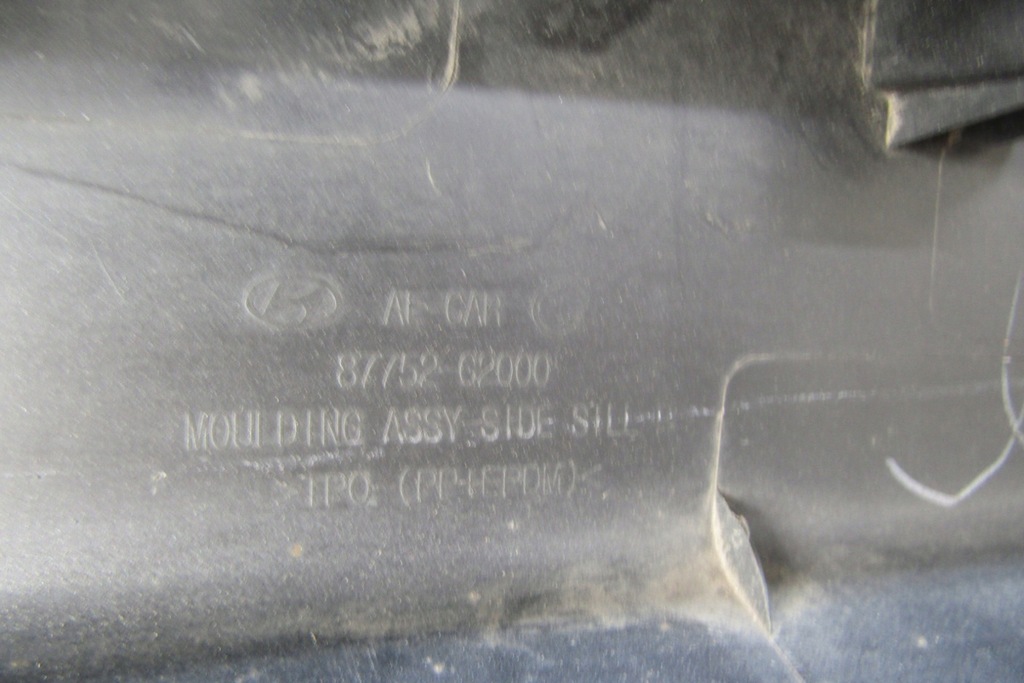 AE CAR
87752-G2000
MOULDING ASSY-SIDE SILL
>TPO, (PP+EPDM)<